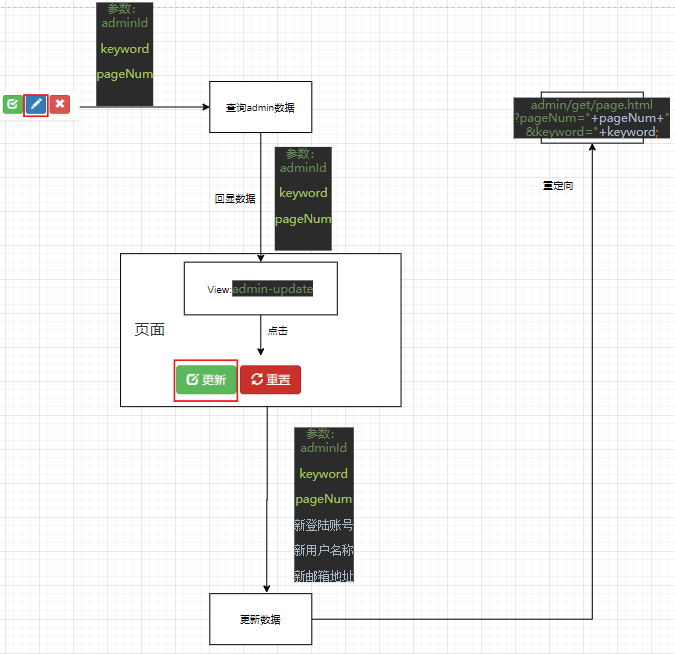 参数:
adminId
keyword
pageNum
查询admin数据
admin/get/page.html
?pageNum="+pageNum+"
&keyword="+keyword;
参数:
adminId
keyword
pageNum
回显数据
重定向
View:admin-update
点击
页面
更新
重置
参数:
adminId
keyword
pageNum
新登陆账号
新用户名称
新邮箱地址
更新数据